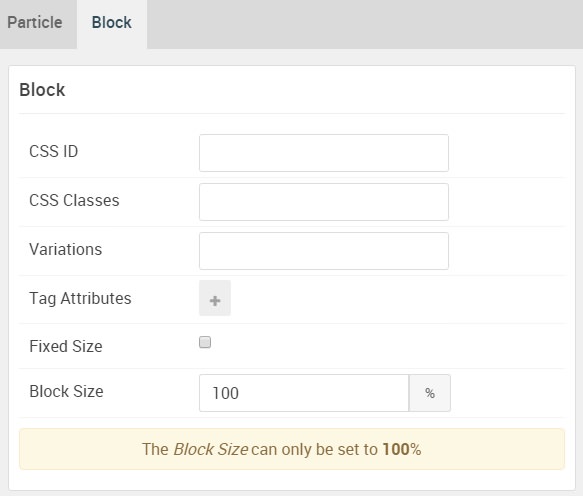 Particle Block
Block
CSS ID
CSS Classes
Variations
Tag Attributes +
Fixed Size
Block Size 100 %
The Block Size can only be set to 100%